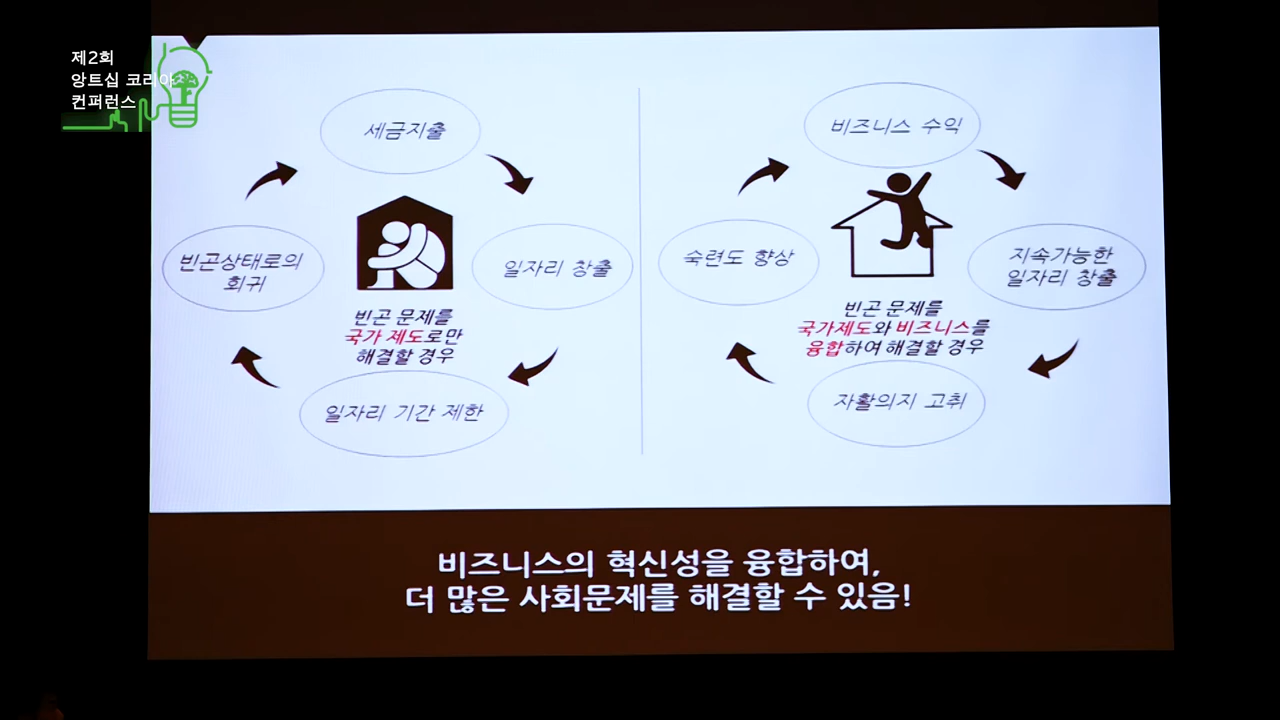 제2회
앙트십 코리아
컨퍼런스
세금지출
일자리 창출
일자리 기간 제한
빈곤상태로의
회귀
빈곤 문제를
국가 제도로만
해결할 경우
비즈니스 수익
지속가능한
일자리 창출
자활의지 고취
숙련도 향상
빈곤 문제를
국가제도와 비즈니스를
융합하여 해결할 경우
비즈니스의 혁신성을 융합하여,
더 많은 사회문제를 해결할 수 있음!